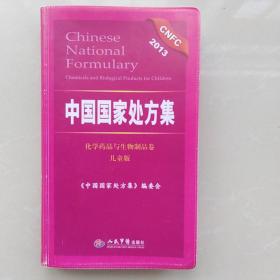 Chinese
National
Formulary
CNFC
2013
Chemicals and Biological Products for Children
中国国家处方集
化学药品与生物制品卷
儿童版
《中国国家处方集》编委会
人民军医出版社